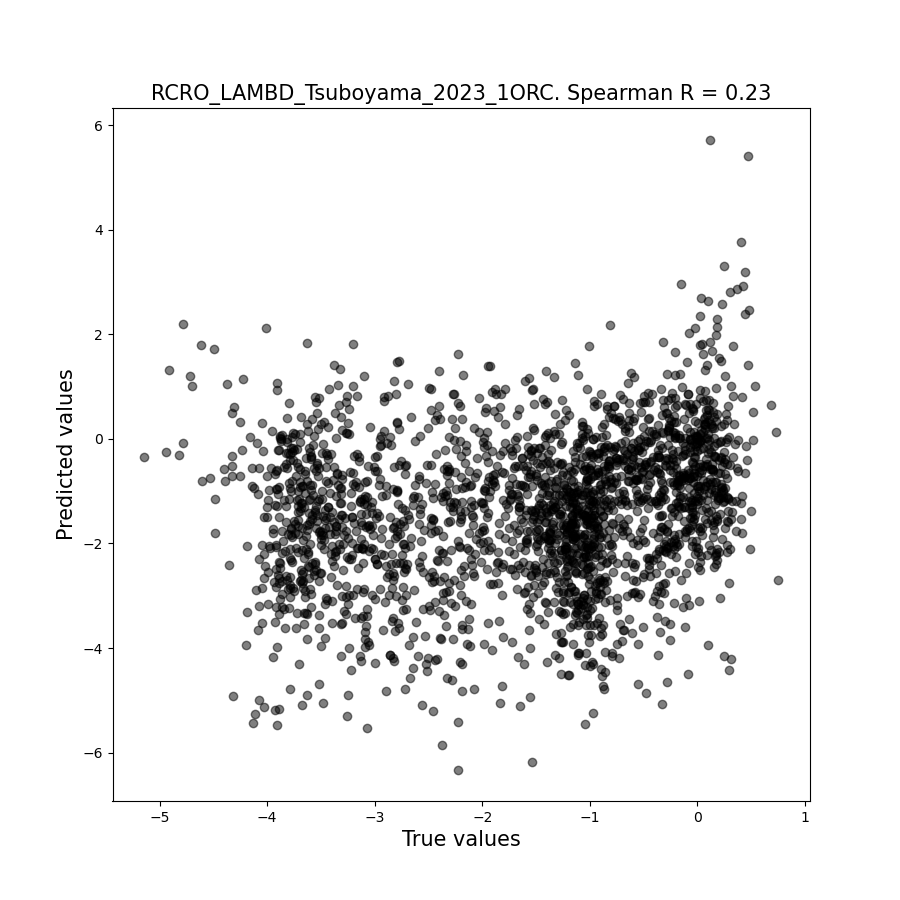 RCRO_LAMBD_Tsuboyama_2023_1ORC. Spearman R = 0.23
6
4
2
0
−2
−4
−6
Predicted values
−5 −4 −3 −2 −1 0 1
True values